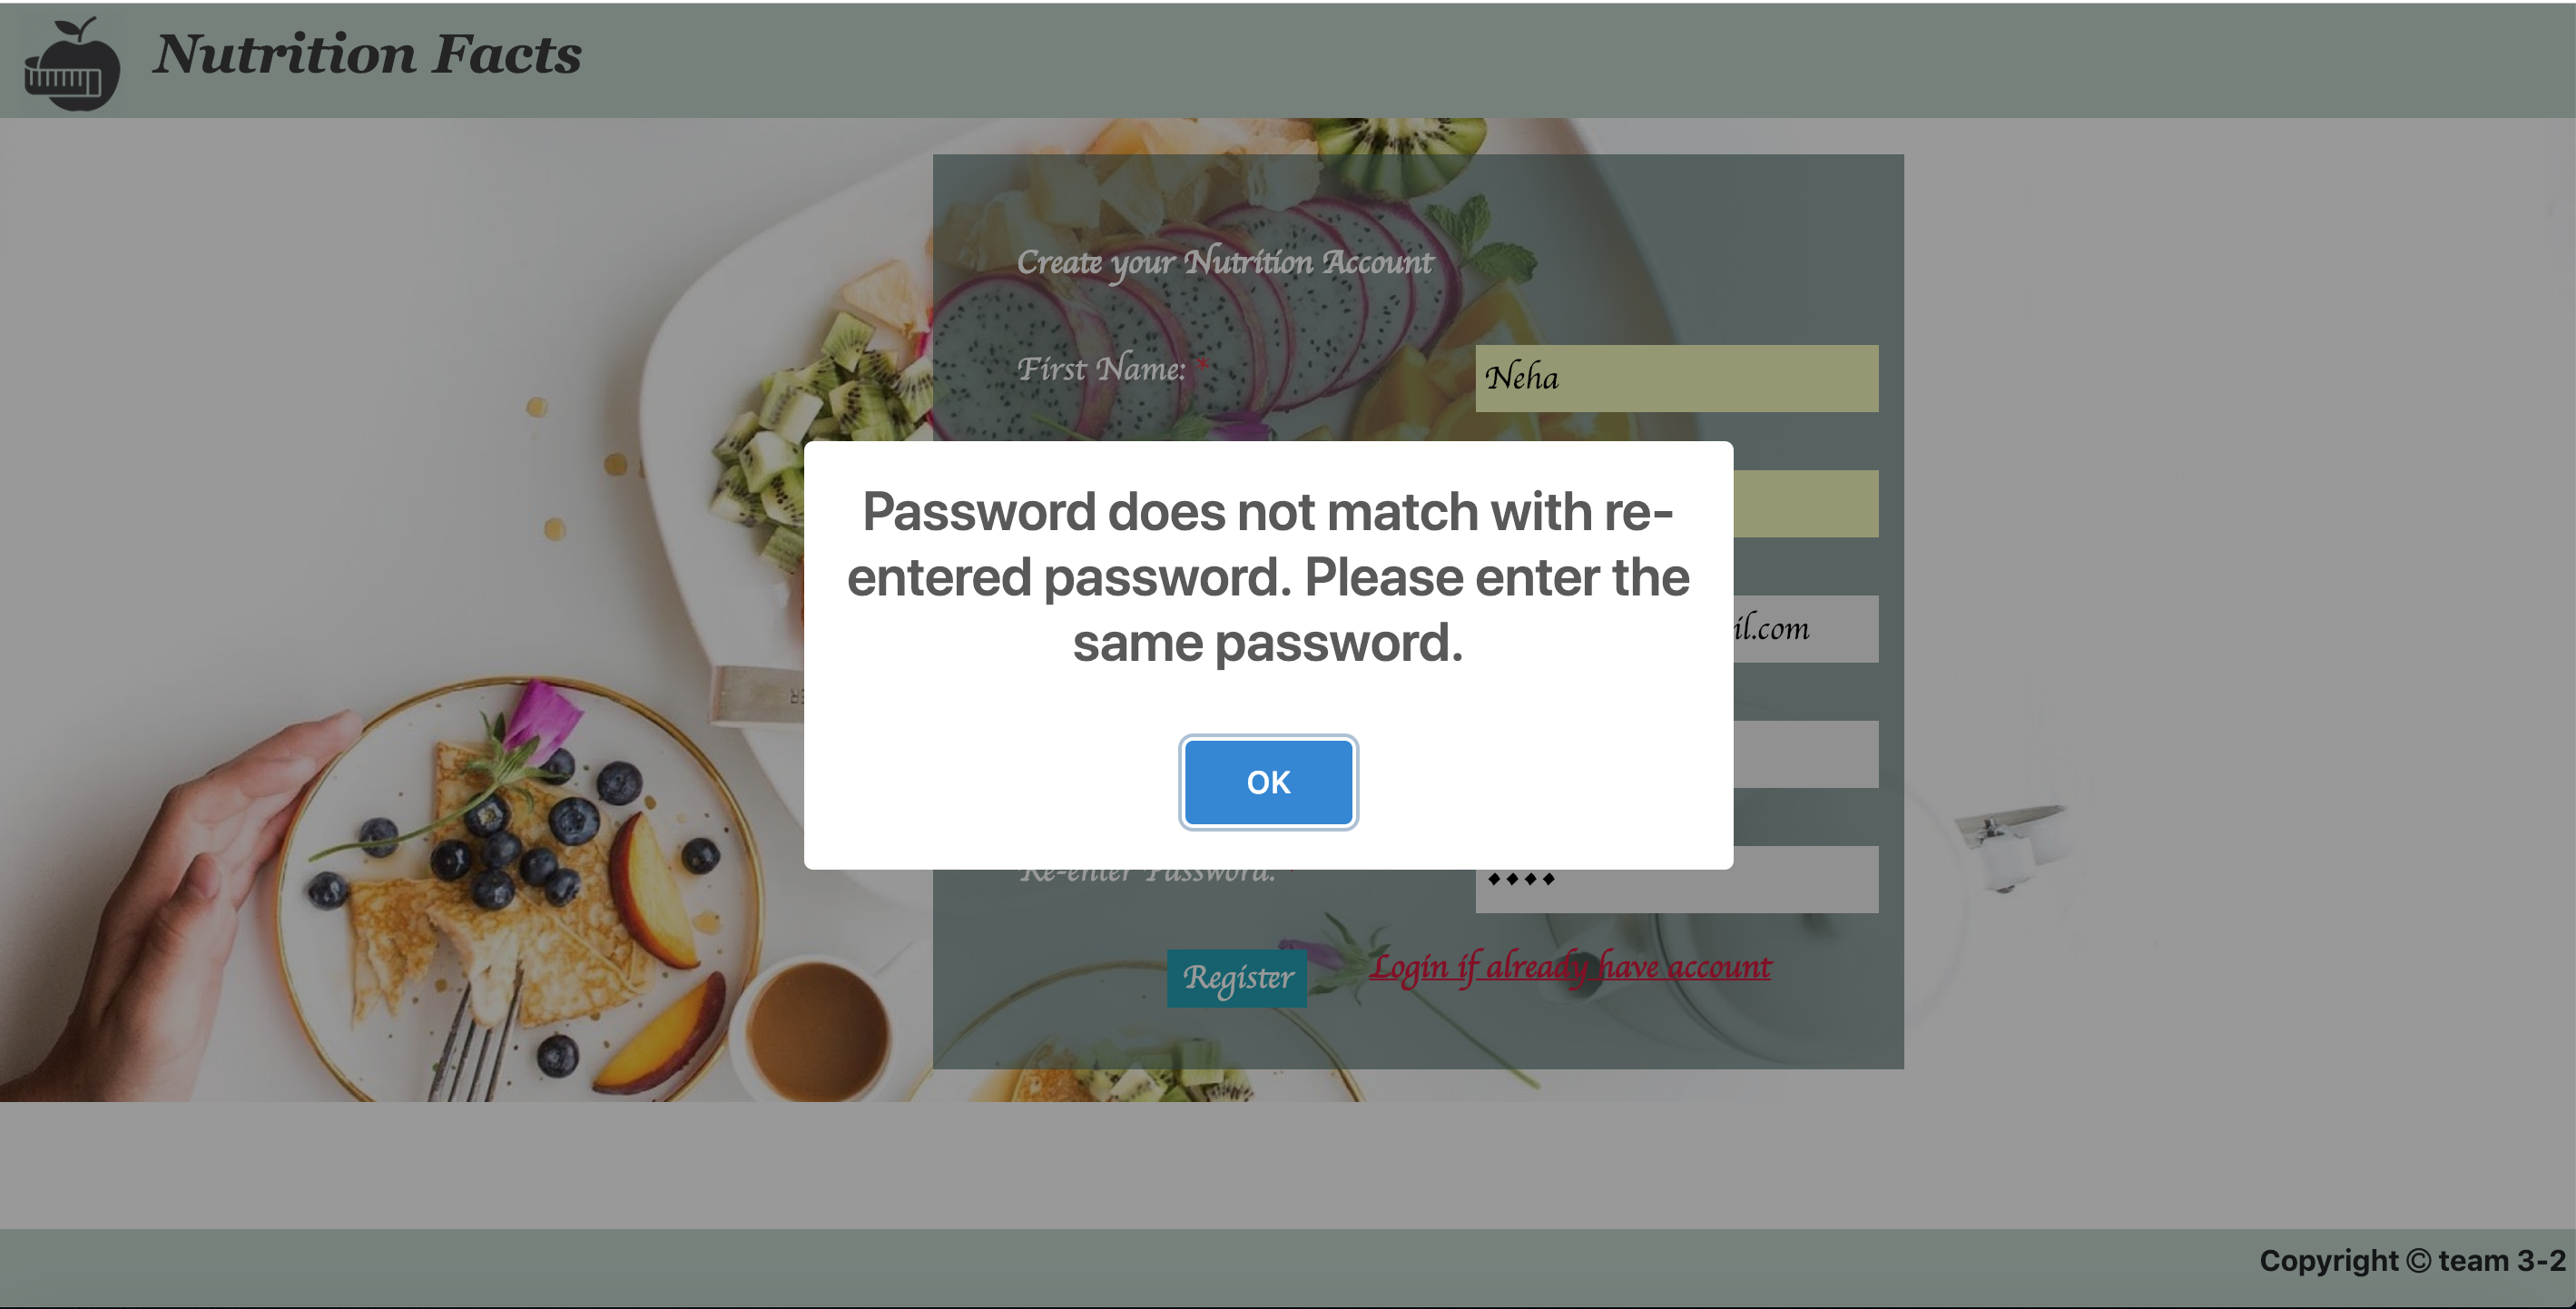 Nutrition Facts
Create your Nutrition Account
First Name: *
Neha
Password does not match with re-
entered password. Please enter the
same password.
il.com
OK
Re-enter Password: *
Register
Login if already have account
Copyright © team 3-2